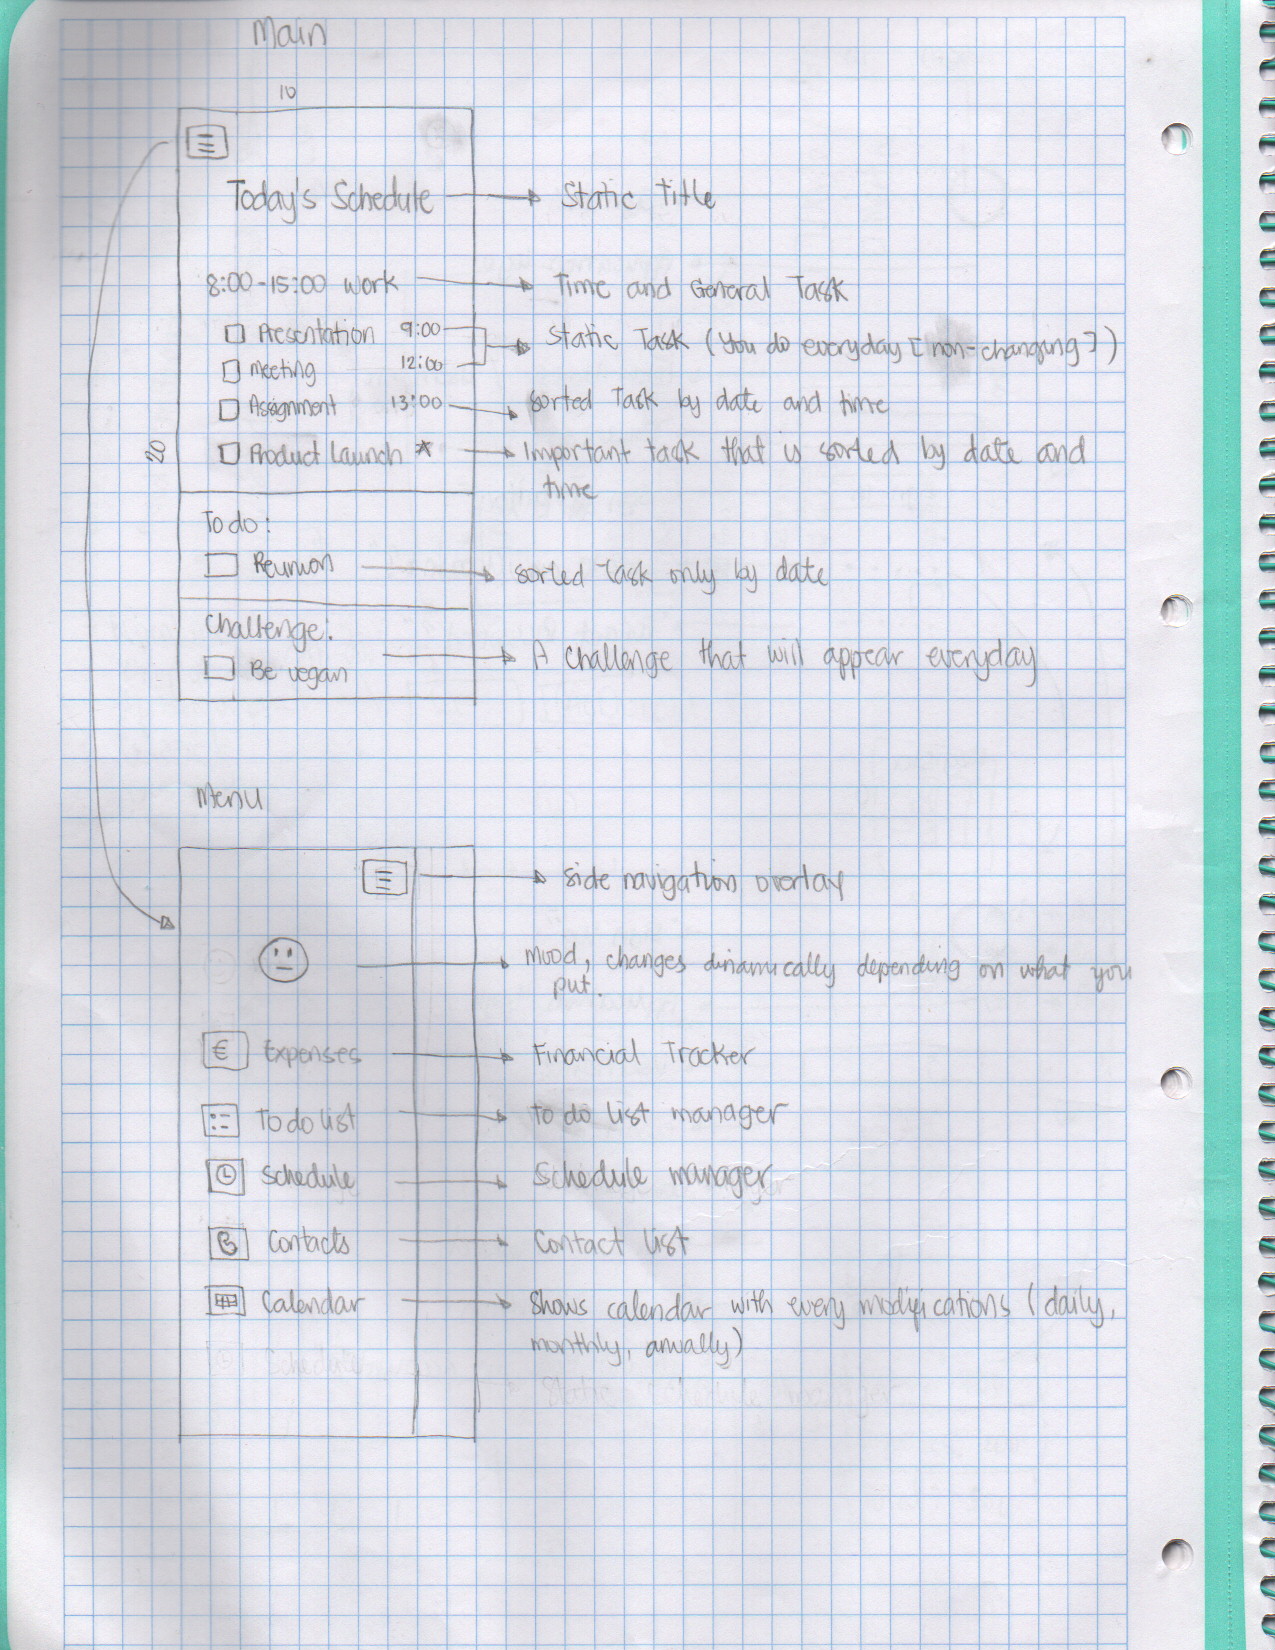 Main
10
Today's Schedule → Static Title
8:00-15:00 Work → Time and General Task
Presentation 9:00
Meeting 12:00
→ Static Task (You do everyday [non-changing])
Assignment 13:00 → Sorted Task by date and time
20
Product Launch ★ → Important task that is sorted by date and
time
To do:
Reunion → sorted task only by date
Challenge:
Be vegan → A challenge that will appear everyday
Menu
→ Side navigation overlay
→ Mood, changes dinamically depending on what you
put.
€ Expenses → Financial Tracker
To do list → To do list manager
Schedule → Schedule manager
Contacts → Contact List
Calendar → Shows calendar with every modifications (daily,
monthly, anually)
Schedule
Static Schedule manager